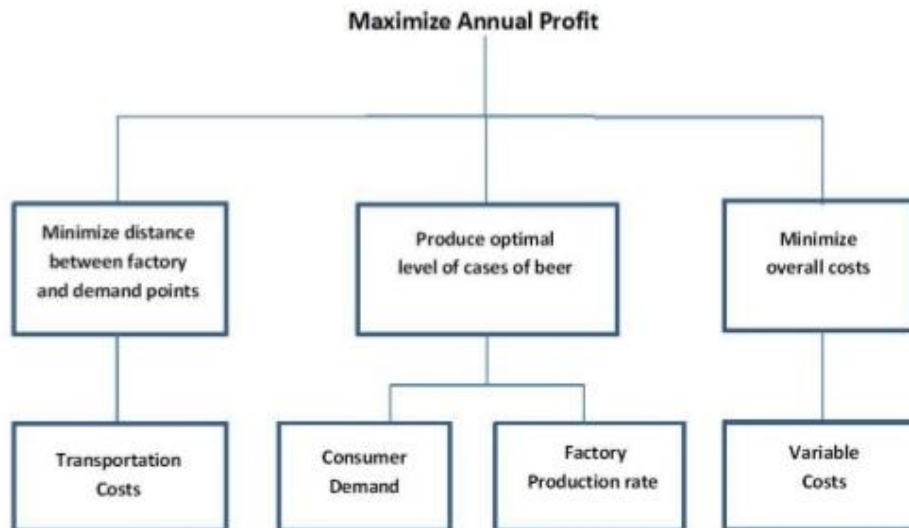 Maximize Annual Profit
Minimize distance
between factory
and demand points
Produce optimal
level of cases of beer
Minimize
overall costs
Transportation
Costs
Consumer
Demand
Factory
Production rate
Variable
Costs